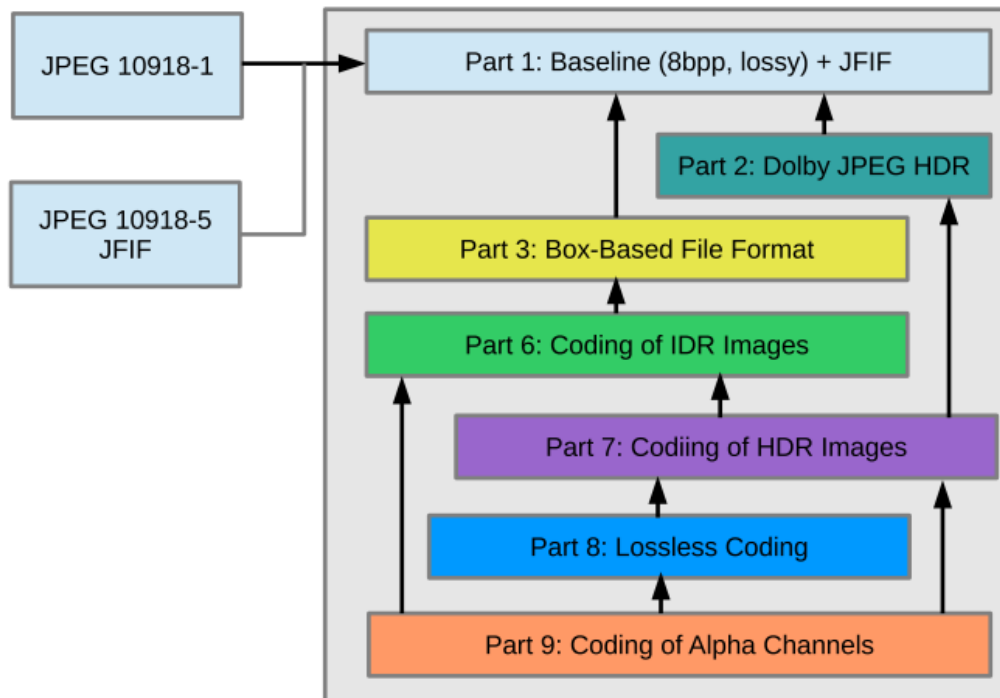 JPEG 10918-1
Part 1: Baseline (8bpp, lossy) + JFIF
Part 2: Dolby JPEG HDR
JPEG 10918-5
JFIF
Part 3: Box-Based File Format
Part 6: Coding of IDR Images
Part 7: Codiing of HDR Images
Part 8: Lossless Coding
Part 9: Coding of Alpha Channels